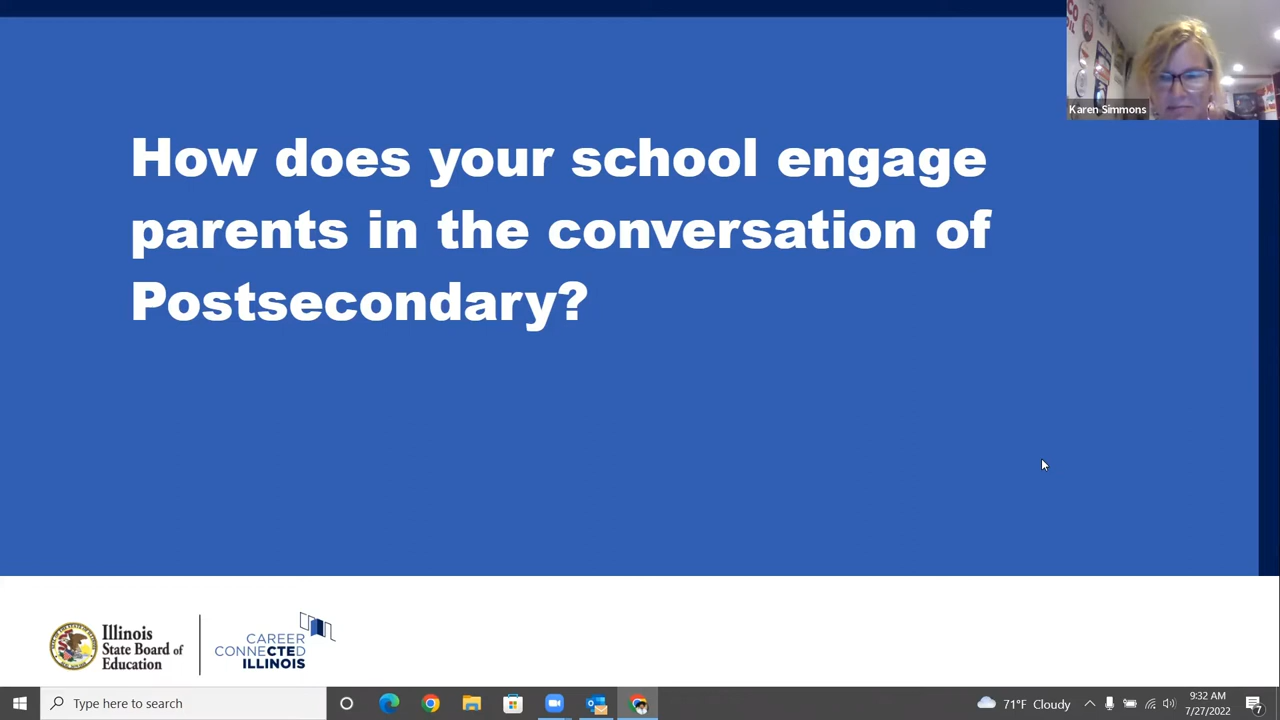 Karen Simmons
How does your school engage
parents in the conversation of
Postsecondary?
Illinois
State Board of
Education
CAREER
CONNECTED
ILLINOIS
Type here to search
71°F Cloudy
9:32 AM
7/27/2022
7